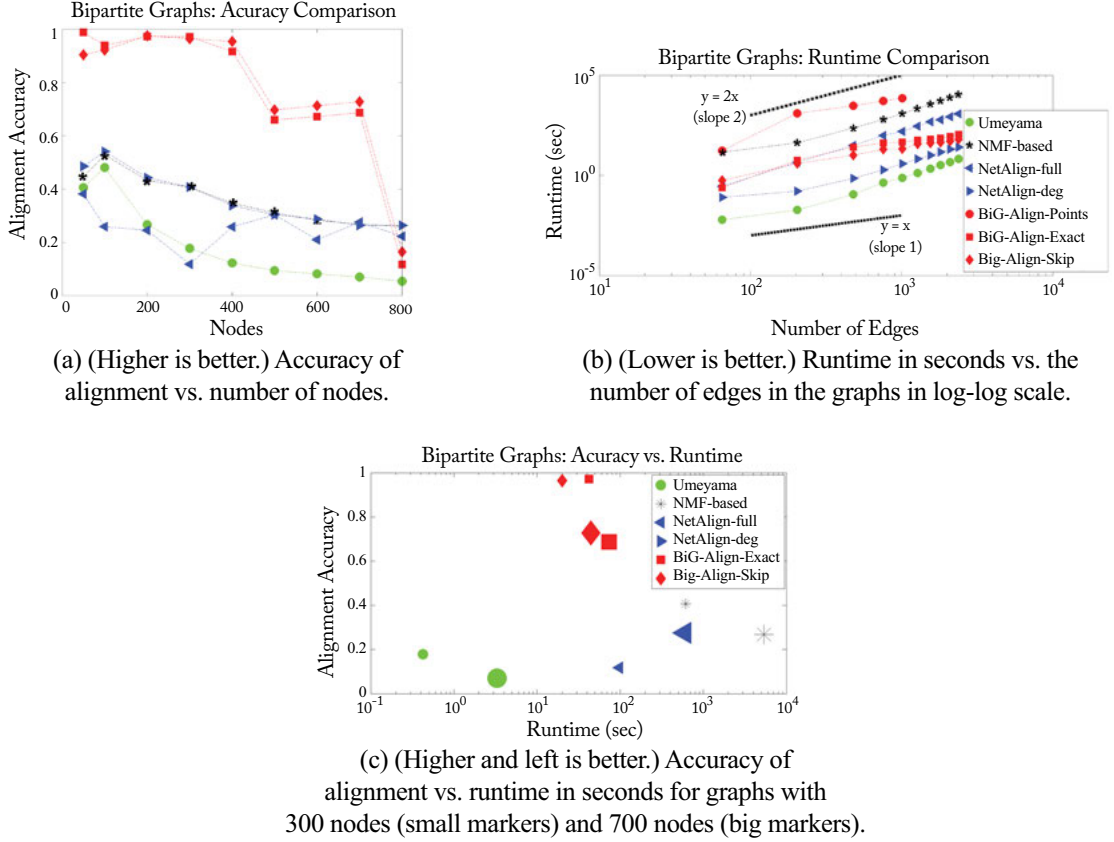 Bipartite Graphs: Acuracy Comparison
1
0.8
0.6
0.4
0.2
0
Alignment Accuracy
0
200
400
600
800
Nodes
(a) (Higher is better.) Accuracy of
alignment vs. number of nodes.
Bipartite Graphs: Runtime Comparison
10^5
10^0
10^-5
Runtime (sec)
y = 2x
(slope 2)
y = x
(slope 1)
Umeyama
NMF-based
NetAlign-full
NetAlign-deg
BiG-Align-Points
BiG-Align-Exact
Big-Align-Skip
10^1
10^2
10^3
10^4
Number of Edges
(b) (Lower is better.) Runtime in seconds vs. the
number of edges in the graphs in log-log scale.
Bipartite Graphs: Acuracy vs. Runtime
1
0.8
0.6
0.4
0.2
0
Alignment Accuracy
Umeyama
NMF-based
NetAlign-full
NetAlign-deg
BiG-Align-Exact
Big-Align-Skip
10^-1
10^0
10^1
10^2
10^3
10^4
Runtime (sec)
(c) (Higher and left is better.) Accuracy of
alignment vs. runtime in seconds for graphs with
300 nodes (small markers) and 700 nodes (big markers).